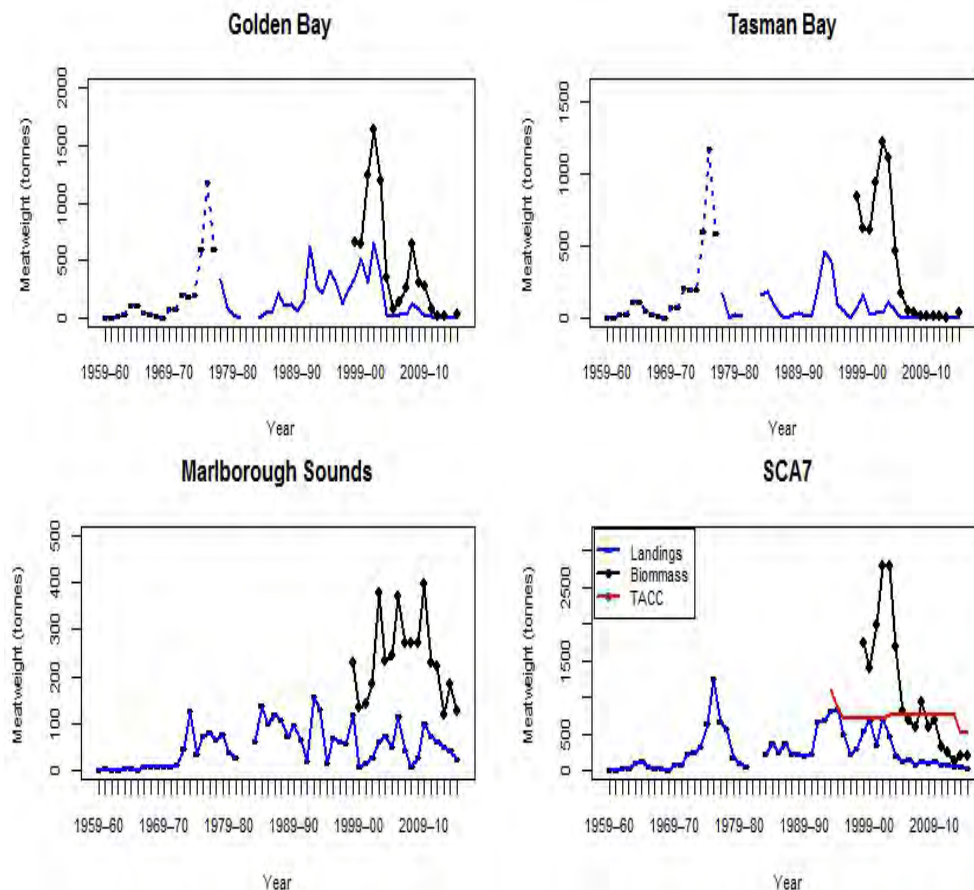 Golden Bay
Meatweight (tonnes)
2000
1500
1000
500
0
1959–60 1969–70 1979–80 1989–90 1999–00 2009–10
Year
Tasman Bay
Meatweight (tonnes)
1500
1000
500
0
1959–60 1969–70 1979–80 1989–90 1999–00 2009–10
Year
Marlborough Sounds
Meatweight (tonnes)
500
400
300
200
100
0
1959–60 1969–70 1979–80 1989–90 1999–00 2009–10
Year
SCA7
Meatweight (tonnes)
2500
1500
500
0
Landings
Biommass
TACC
1959–60 1969–70 1979–80 1989–90 1999–00 2009–10
Year